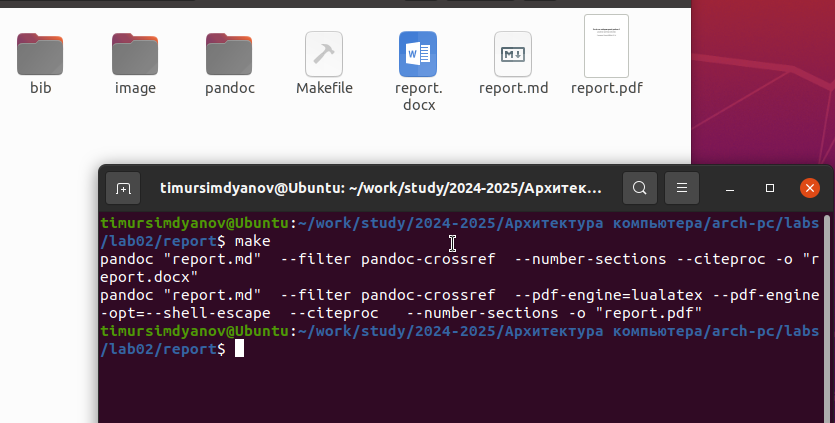 bib
image
pandoc
Makefile
report.
docx
report.md
report.pdf
timursimdyanov@Ubuntu: ~/work/study/2024-2025/Архитек...
timursimdyanov@Ubuntu:~/work/study/2024-2025/Архитектура компьютера/arch-pc/labs
/lab02/report$ make
pandoc "report.md"  --filter pandoc-crossref  --number-sections --citeproc -o "r
eport.docx"
pandoc "report.md"  --filter pandoc-crossref  --pdf-engine=lualatex --pdf-engine
-opt=--shell-escape  --citeproc   --number-sections -o "report.pdf"
timursimdyanov@Ubuntu:~/work/study/2024-2025/Архитектура компьютера/arch-pc/labs
/lab02/report$